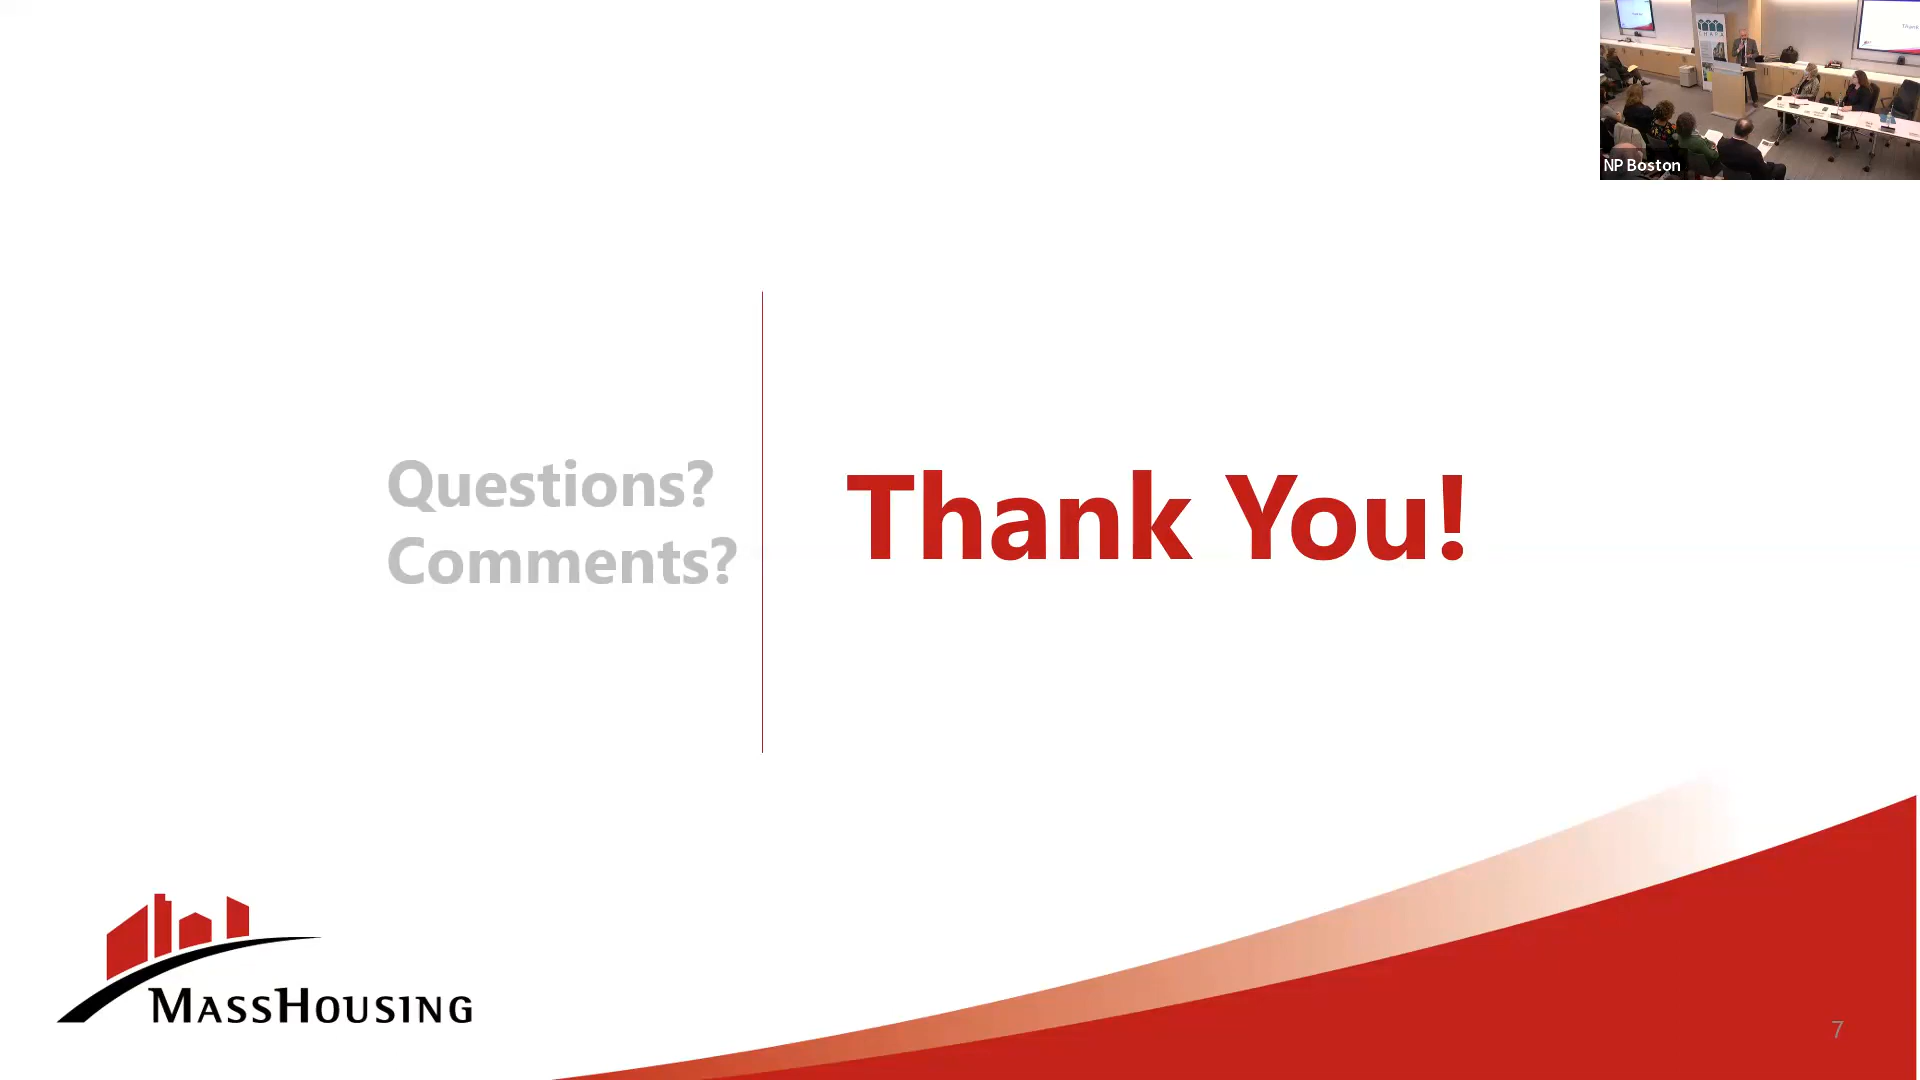 NP Boston
Questions?
Comments?
Thank You!
MASSHOUSING
7